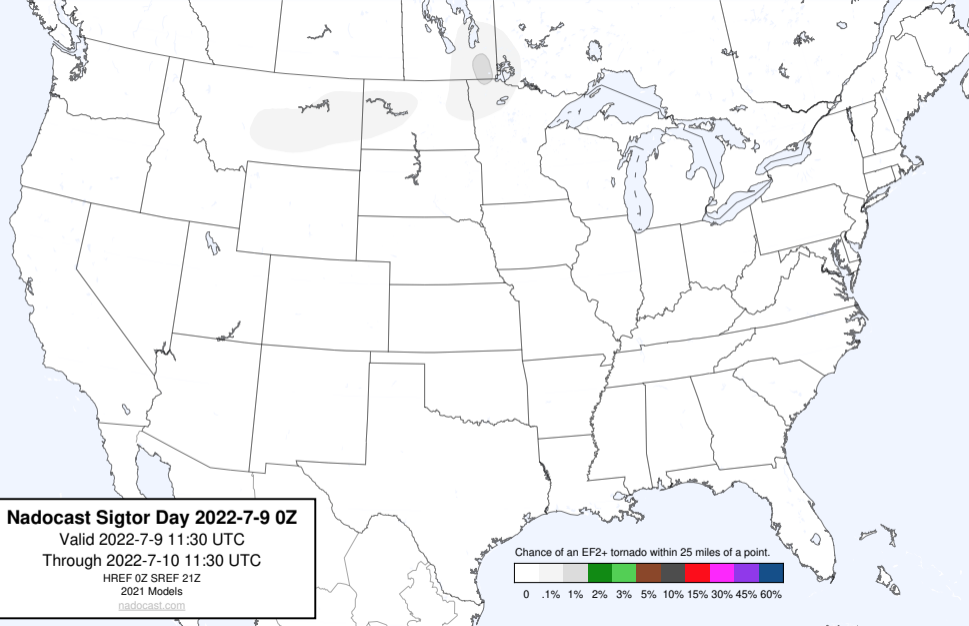 Nadocast Sigtor Day 2022-7-9 0Z
Valid 2022-7-9 11:30 UTC
Through 2022-7-10 11:30 UTC
HREF 0Z SREF 21Z
2021 Models
nadocast.com
Chance of an EF2+ tornado within 25 miles of a point.
0 .1% 1% 2% 3% 5% 10% 15% 30% 45% 60%